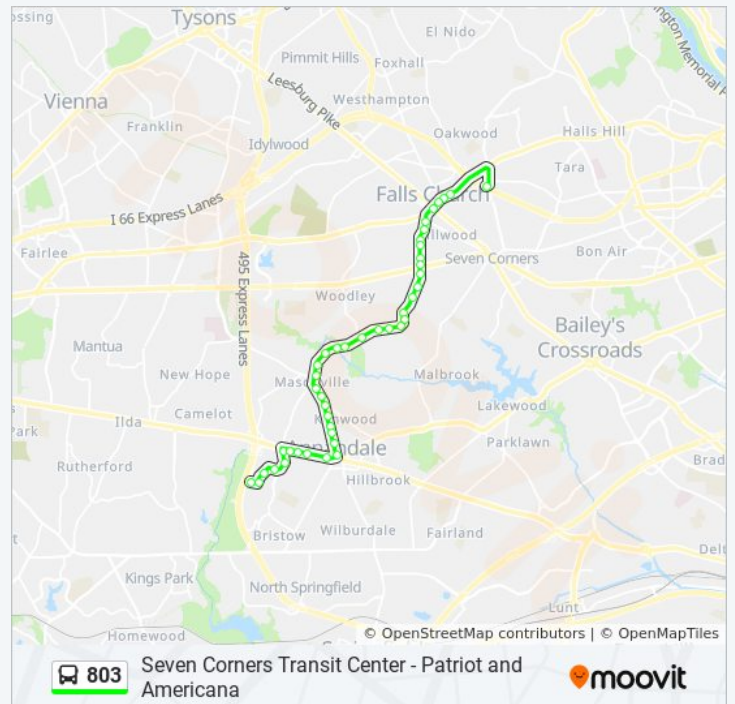 ossing
Tysons
El Nido
Pimmit Hills
Foxhall
Leesburg Pike
Vienna
Westhampton
Franklin
Oakwood
Halls Hill
Idylwood
Tara
Falls Church
I 66 Express Lanes
llwood
Fairlee
Seven Corners
Bon Air
495 Express Lanes
Woodley
Bailey's
Crossroads
Mantua
New Hope
Malbrook
Camelot
Lakewood
Ilda
Park
Parklawn
Rutherford
Brad
Hillbrook
Bristow
Wilburdale
Fairland
t
Delt
Kings Park
North Springfield
Lunt
Homewood
© OpenStreetMap contributors | © OpenMapTiles
803
Seven Corners Transit Center - Patriot and
Americana
moovit